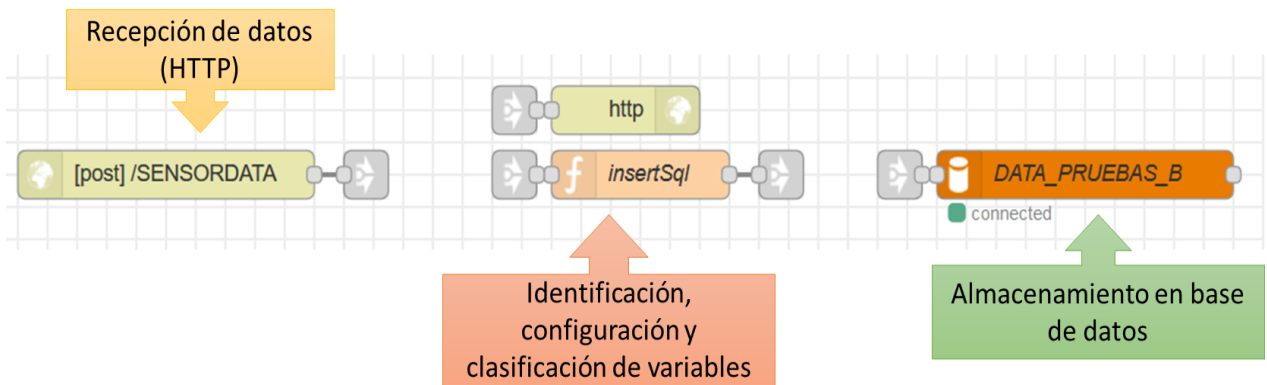 Recepción de datos
(HTTP)
http
[post] /SENSORDATA
insertSql
DATA_PRUEBAS_B
connected
Identificación,
configuración y
clasificación de variables
Almacenamiento en base
de datos